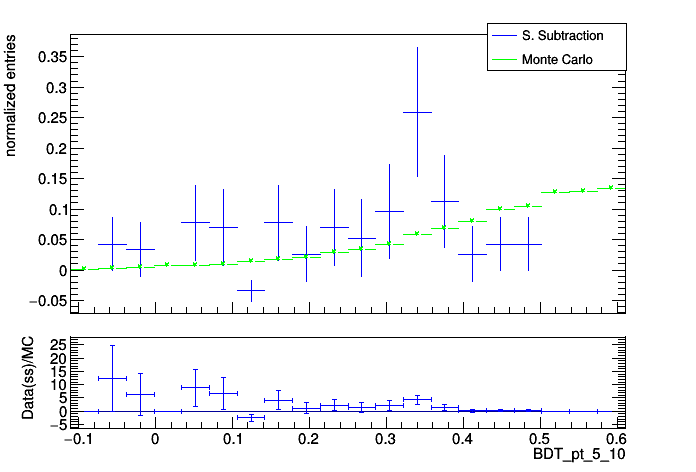 S. Subtraction
Monte Carlo
normalized entries
0.35
0.3
0.25
0.2
0.15
0.1
0.05
0
−0.05
Data(ss)/MC
25
20
15
10
5
0
−5
−0.1 0 0.1 0.2 0.3 0.4 0.5 0.6
BDT_pt_5_10